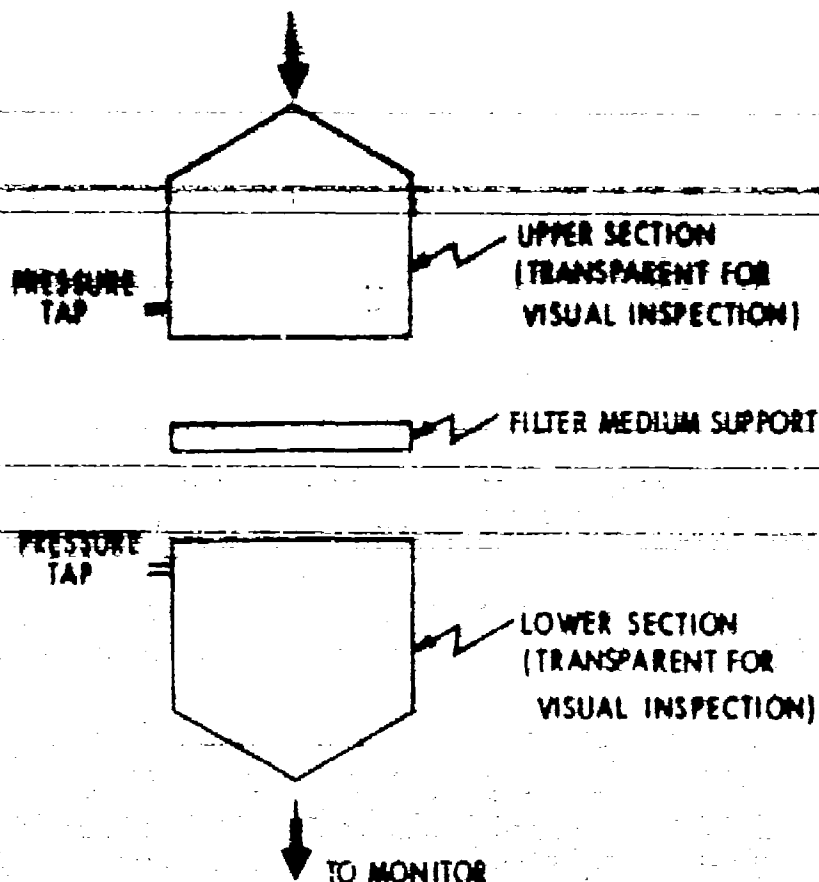 UPPER SECTION
(TRANSPARENT FOR
VISUAL INSPECTION)
PRESSURE
TAP
FILTER MEDIUM SUPPORT
PRESSURE
TAP
LOWER SECTION
(TRANSPARENT FOR
VISUAL INSPECTION)
TO MONITOR